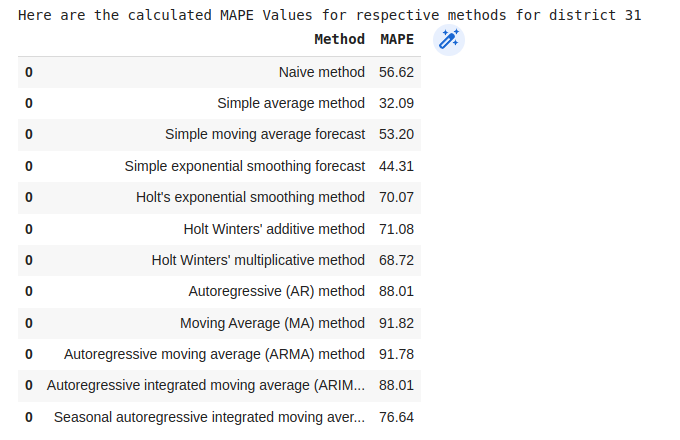 Here are the calculated MAPE Values for respective methods for district 31
Method MAPE
0 Naive method 56.62
0 Simple average method 32.09
0 Simple moving average forecast 53.20
0 Simple exponential smoothing forecast 44.31
0 Holt's exponential smoothing method 70.07
0 Holt Winters' additive method 71.08
0 Holt Winters' multiplicative method 68.72
0 Autoregressive (AR) method 88.01
0 Moving Average (MA) method 91.82
0 Autoregressive moving average (ARMA) method 91.78
0 Autoregressive integrated moving average (ARIM... 88.01
0 Seasonal autoregressive integrated moving aver... 76.64